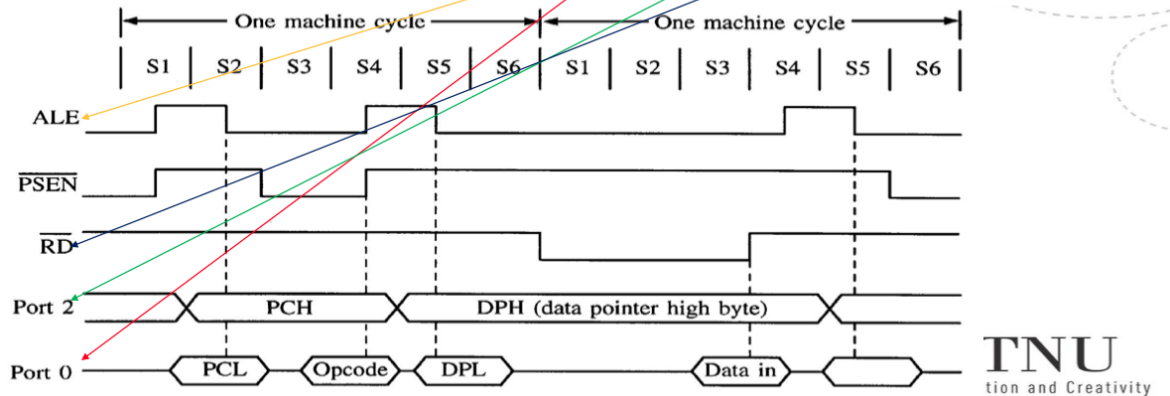 One machine cycle One machine cycle
S1 S2 S3 S4 S5 S6 S1 S2 S3 S4 S5 S6
ALE
PSEN
RD
Port 2 PCH DPH (data pointer high byte)
Port 0 PCL Opcode DPL Data in
TNU
tion and Creativity